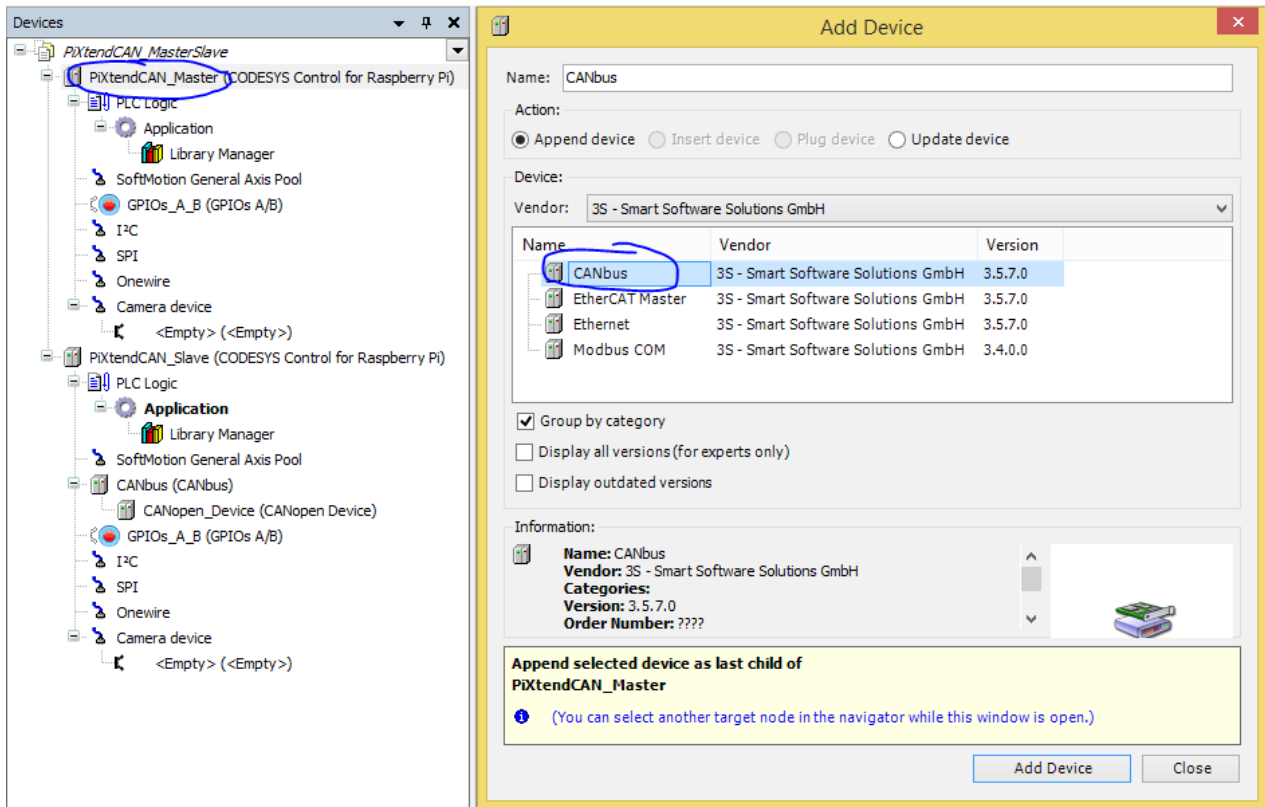 Devices
PiXtendCAN_MasterSlave
PiXtendCAN_Master (CODESYS Control for Raspberry Pi)
PLC Logic
Application
Library Manager
SoftMotion General Axis Pool
GPIOs_A_B (GPIOs A/B)
I²C
SPI
Onewire
Camera device
<Empty> (<Empty>)
PiXtendCAN_Slave (CODESYS Control for Raspberry Pi)
PLC Logic
Application
Library Manager
SoftMotion General Axis Pool
CANbus (CANbus)
CANopen_Device (CANopen Device)
GPIOs_A_B (GPIOs A/B)
I²C
SPI
Onewire
Camera device
<Empty> (<Empty>)
Add Device
Name: CANbus
Action:
Append device Insert device Plug device Update device
Device:
Vendor: 3S - Smart Software Solutions GmbH
Name Vendor Version
CANbus 3S - Smart Software Solutions GmbH 3.5.7.0
EtherCAT Master 3S - Smart Software Solutions GmbH 3.5.7.0
Ethernet 3S - Smart Software Solutions GmbH 3.5.7.0
Modbus COM 3S - Smart Software Solutions GmbH 3.4.0.0
Group by category
Display all versions (for experts only)
Display outdated versions
Information:
Name: CANbus
Vendor: 3S - Smart Software Solutions GmbH
Categories:
Version: 3.5.7.0
Order Number: ????
Append selected device as last child of
PiXtendCAN_Master
(You can select another target node in the navigator while this window is open.)
Add Device Close